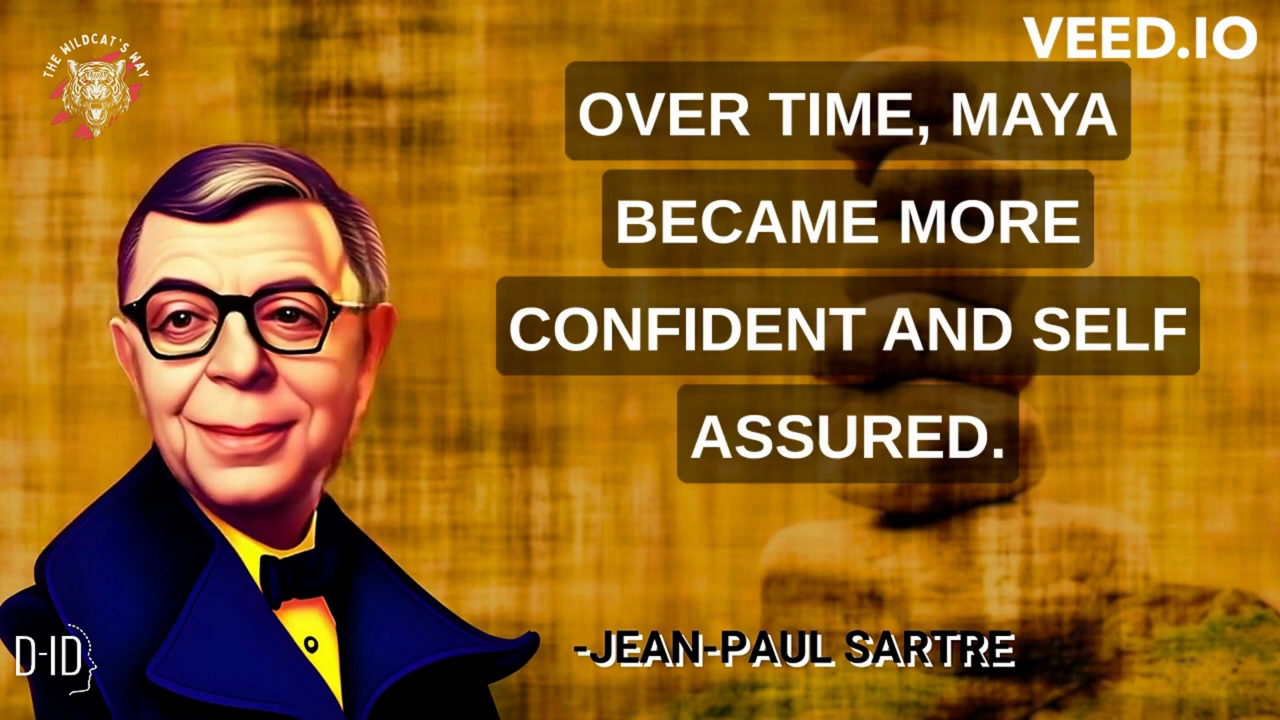 THE WILDCAT'S WAY
VEED.IO
OVER TIME, MAYA
BECAME MORE
CONFIDENT AND SELF
ASSURED.
-JEAN-PAUL SARTRE
D-ID